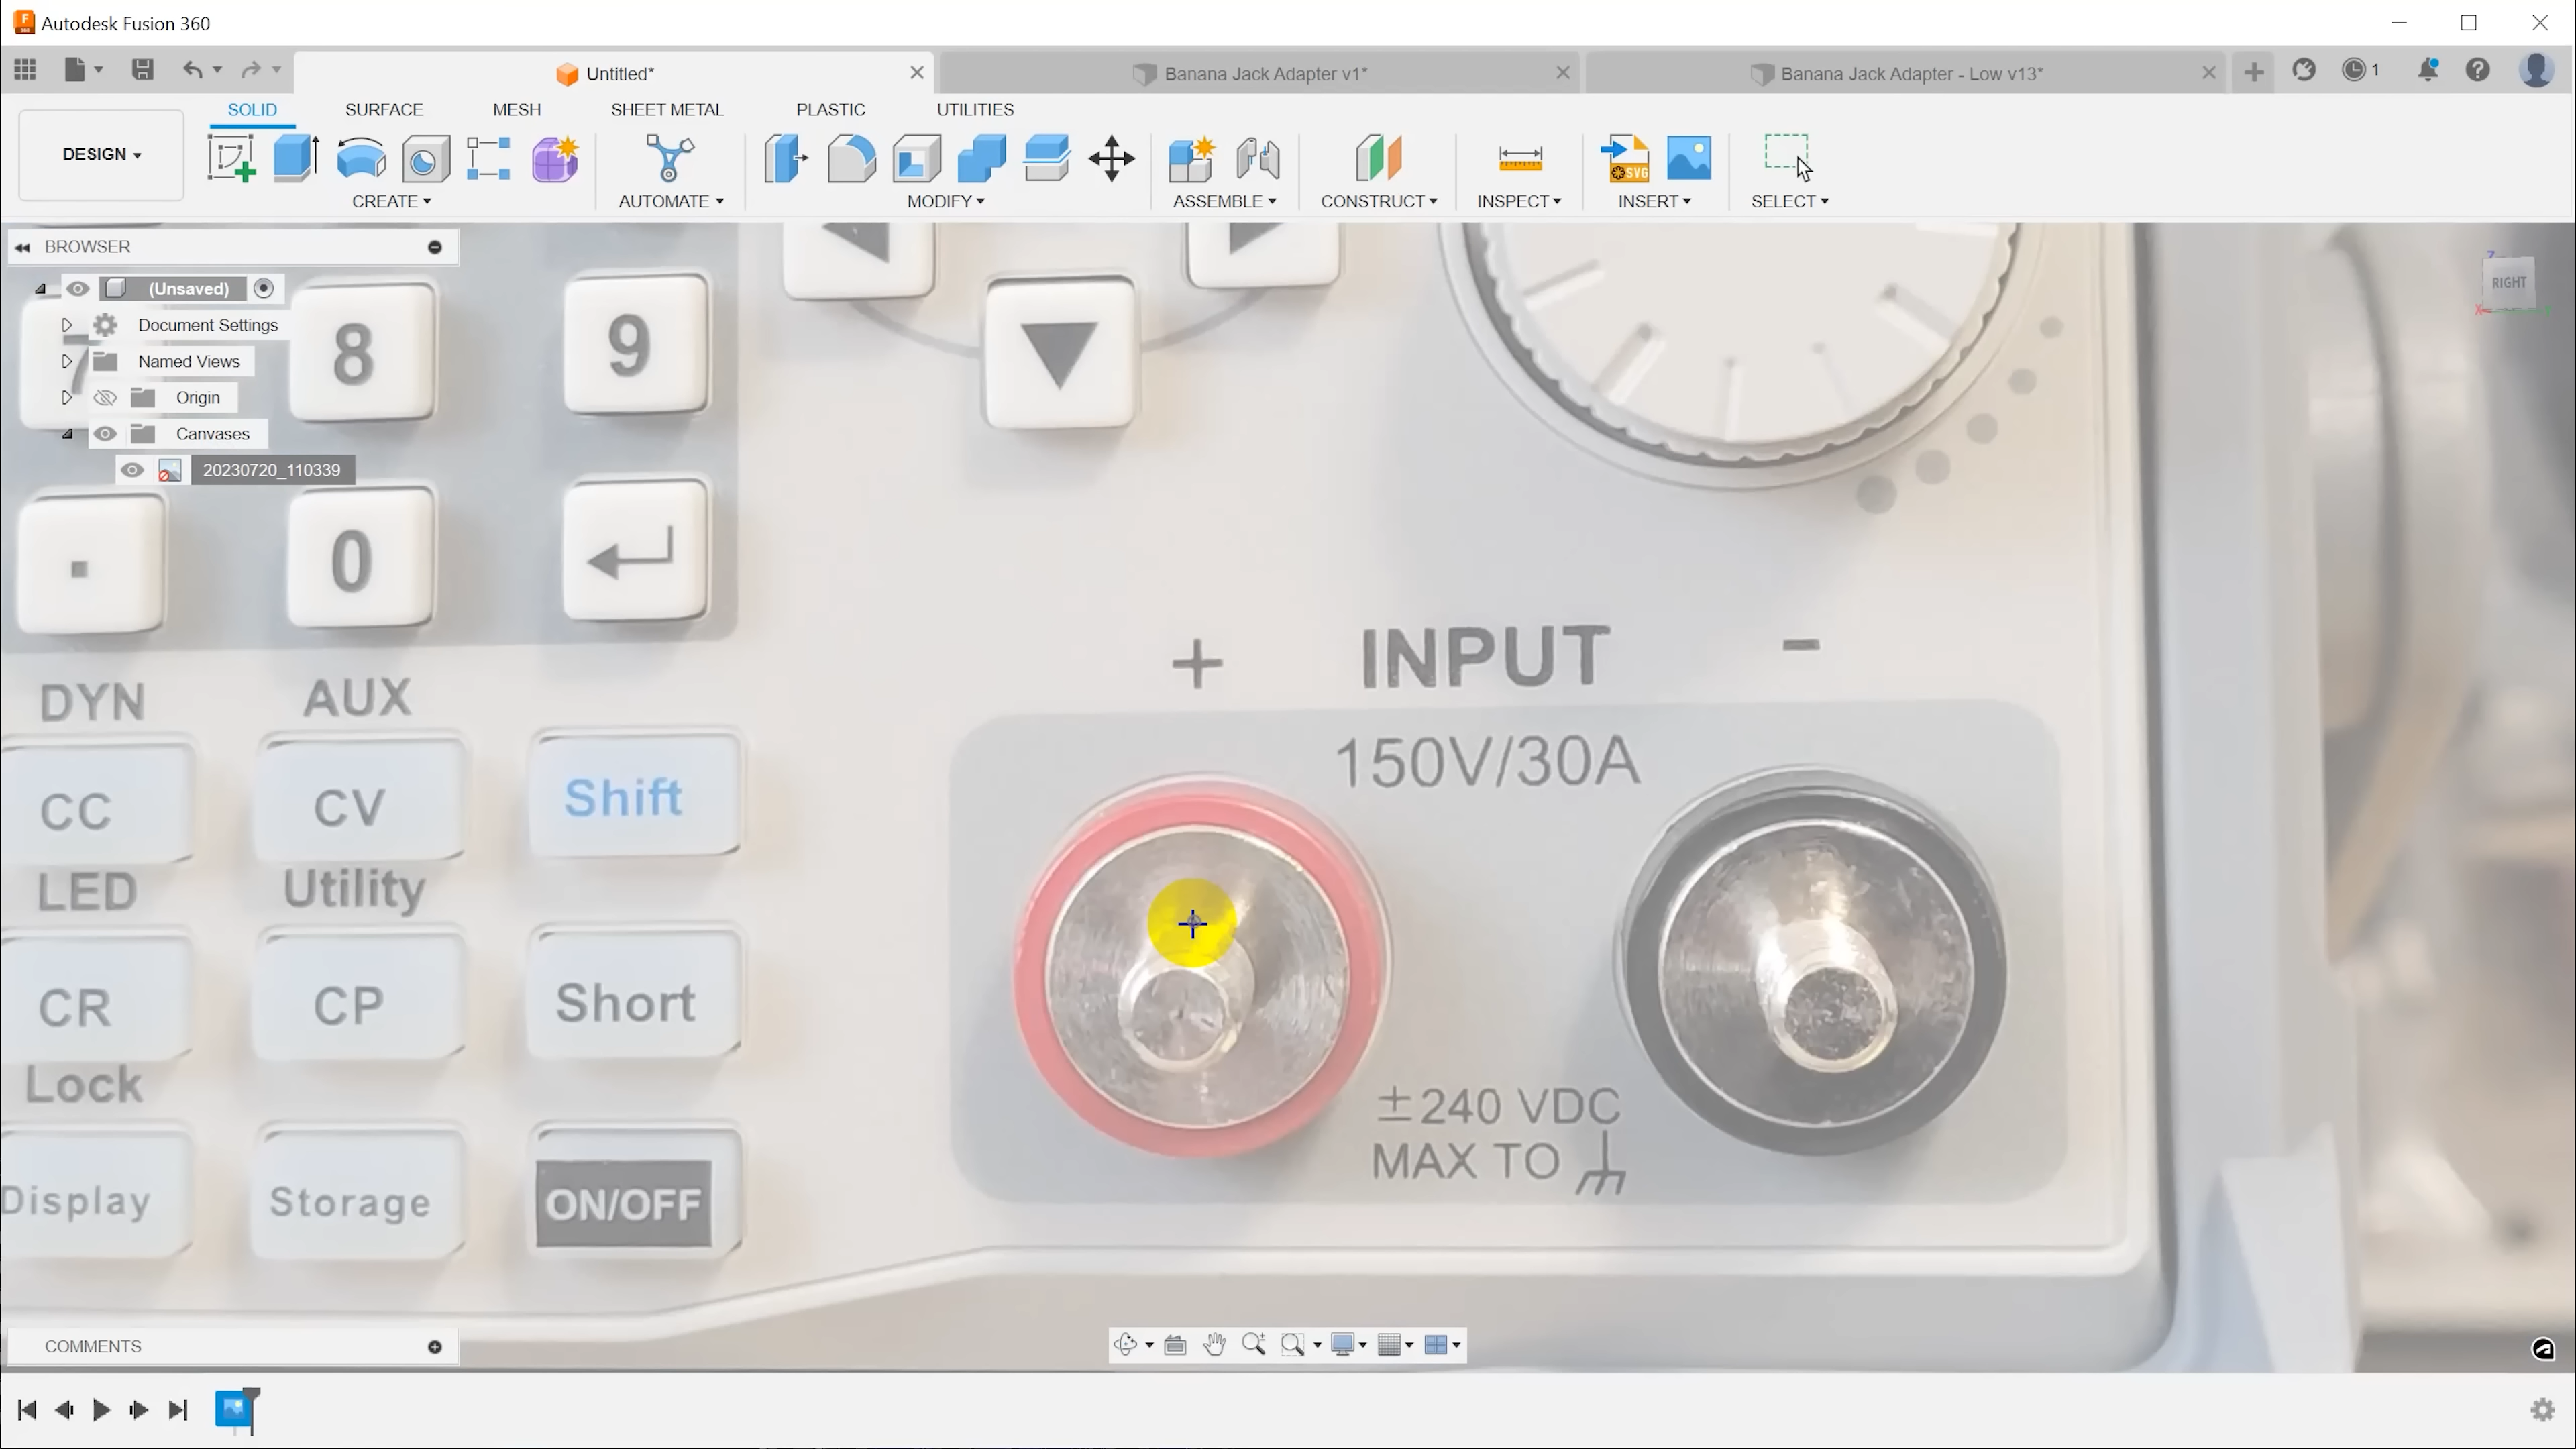 Autodesk Fusion 360
Untitled*
Banana Jack Adapter v1*
Banana Jack Adapter - Low v13*
1
SOLID
SURFACE
MESH
SHEET METAL
PLASTIC
UTILITIES
DESIGN
CREATE
AUTOMATE
MODIFY
ASSEMBLE
CONSTRUCT
INSPECT
INSERT
SELECT
SVG
BROWSER
(Unsaved)
Document Settings
Named Views
Origin
Canvases
20230720_110339
Z
RIGHT
X
7
8
9
.
0
DYN
AUX
CC
CV
Shift
LED
Utility
CR
CP
Short
Lock
Display
Storage
ON/OFF
+ INPUT -
150V/30A
±240 VDC
MAX TO
COMMENTS